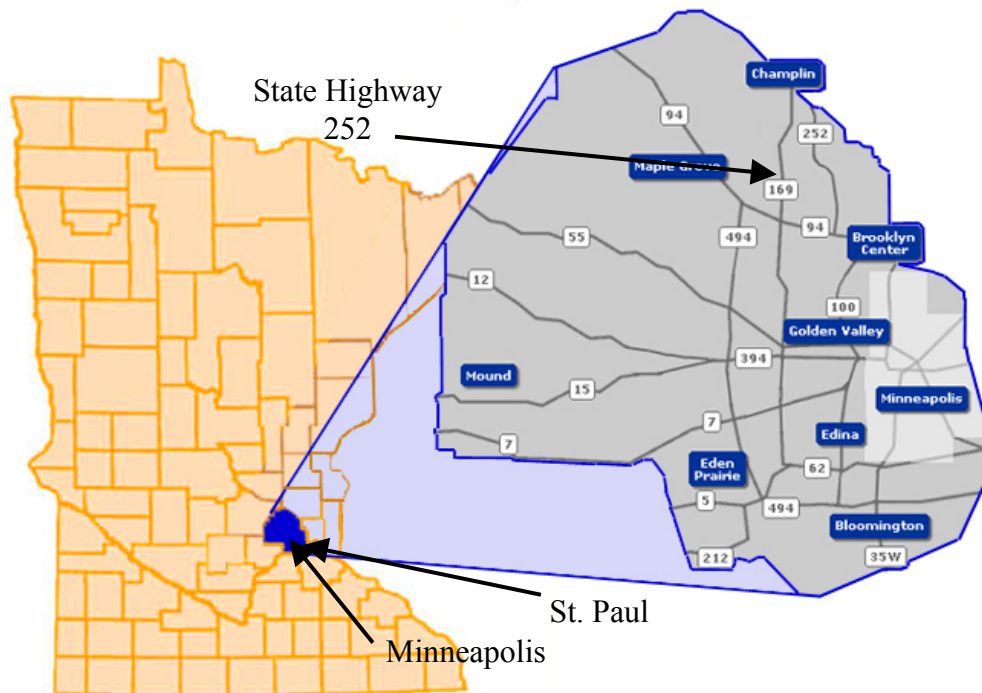 Champlin
State Highway
252
94
252
Maple Grove
169
94
494
55
Brooklyn
Center
12
100
Golden Valley
394
Mound
15
Minneapolis
7
7
Edina
Eden
Prairie
62
5
494
Bloomington
212
35W
St. Paul
Minneapolis